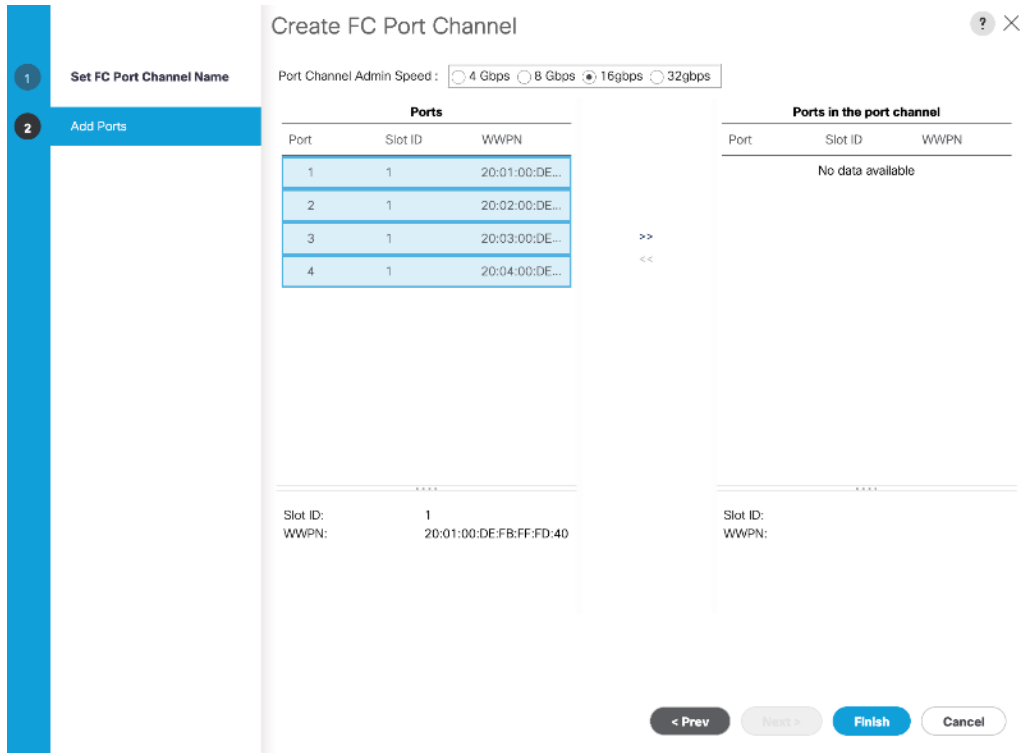 Create FC Port Channel
?
1 Set FC Port Channel Name
2 Add Ports
Port Channel Admin Speed : 4 Gbps 8 Gbps 16gbps 32gbps
Ports
Port Slot ID WWPN
1 1 20:01:00:DE...
2 1 20:02:00:DE...
3 1 20:03:00:DE...
4 1 20:04:00:DE...
>>
<<
Ports in the port channel
Port Slot ID WWPN
No data available
Slot ID: 1
WWPN: 20:01:00:DE:FB:FF:FD:40
Slot ID:
WWPN:
< Prev Next > Finish Cancel